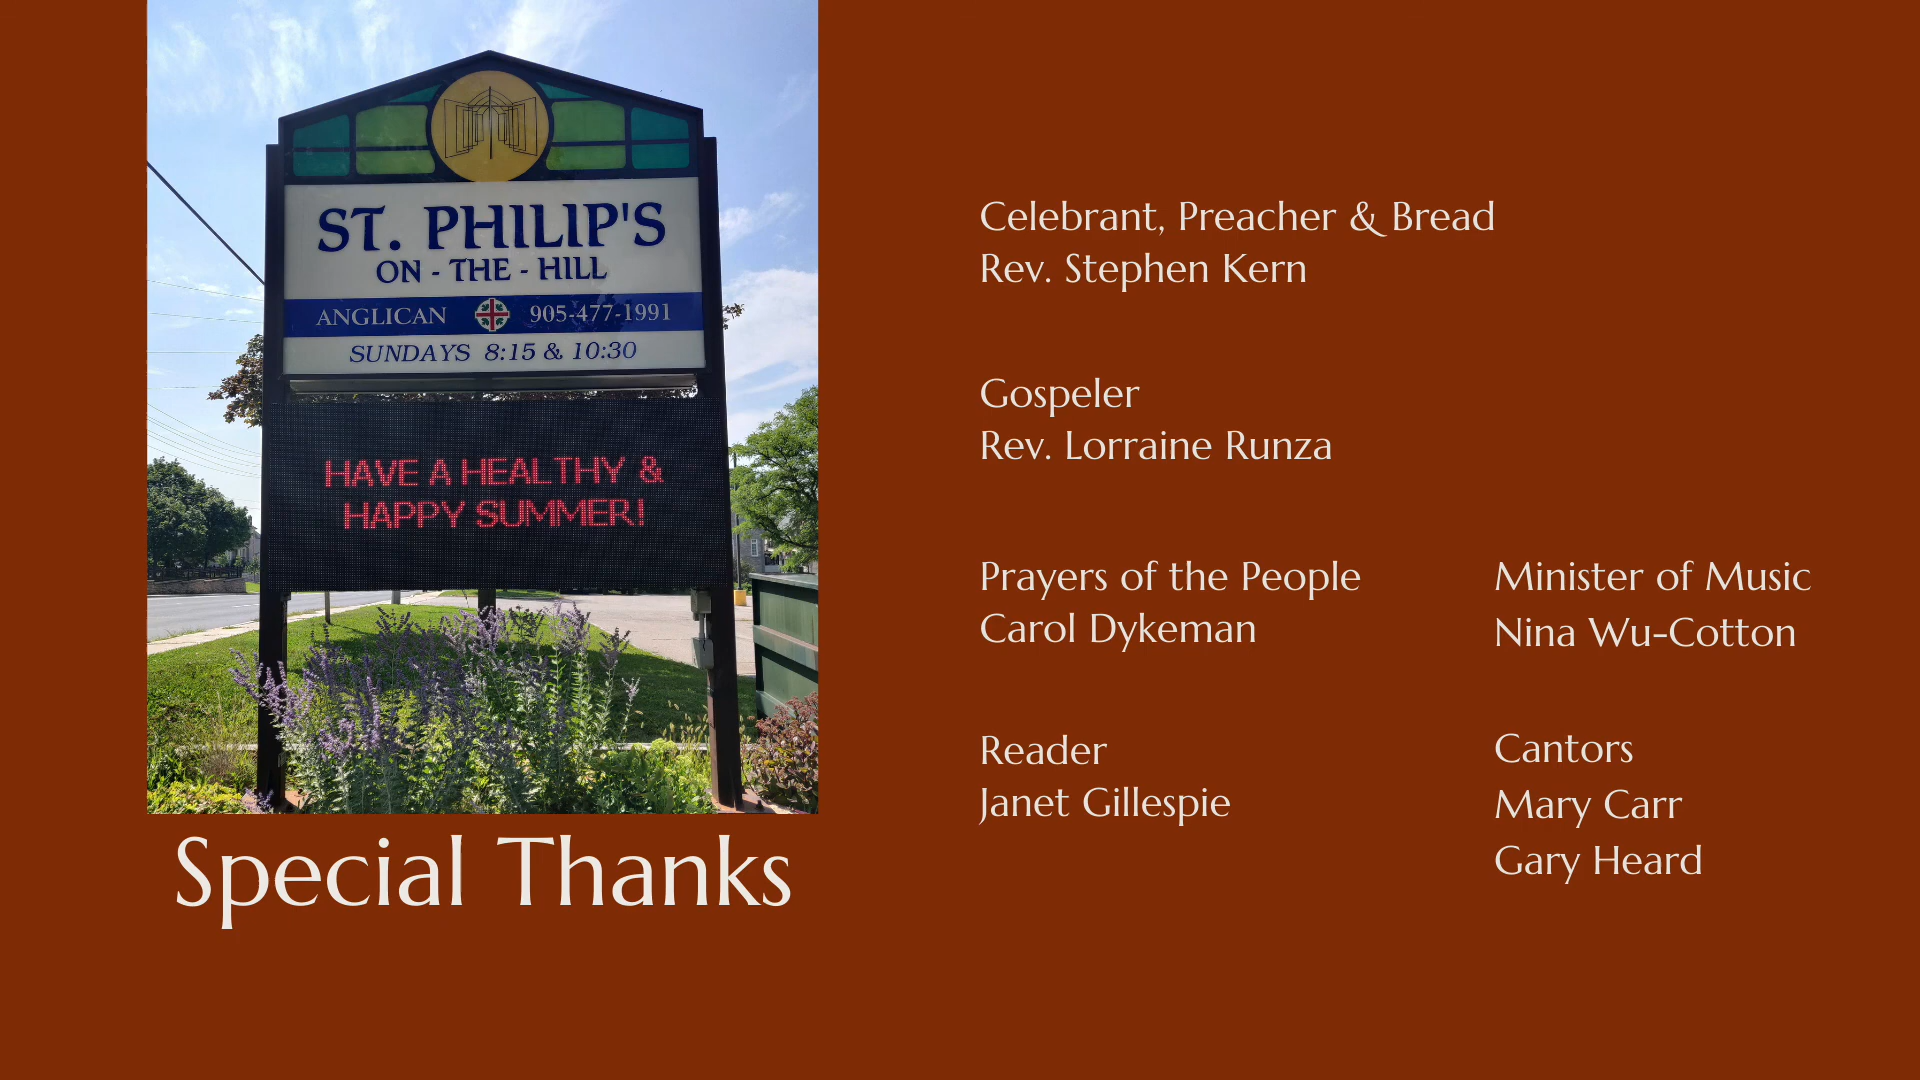 ST. PHILIP'S
ON - THE - HILL
ANGLICAN 905-477-1991
SUNDAYS 8:15 & 10:30
HAVE A HEALTHY &
HAPPY SUMMER!
Special Thanks
Celebrant, Preacher & Bread
Rev. Stephen Kern
Gospeler
Rev. Lorraine Runza
Prayers of the People
Carol Dykeman
Reader
Janet Gillespie
Minister of Music
Nina Wu-Cotton
Cantors
Mary Carr
Gary Heard